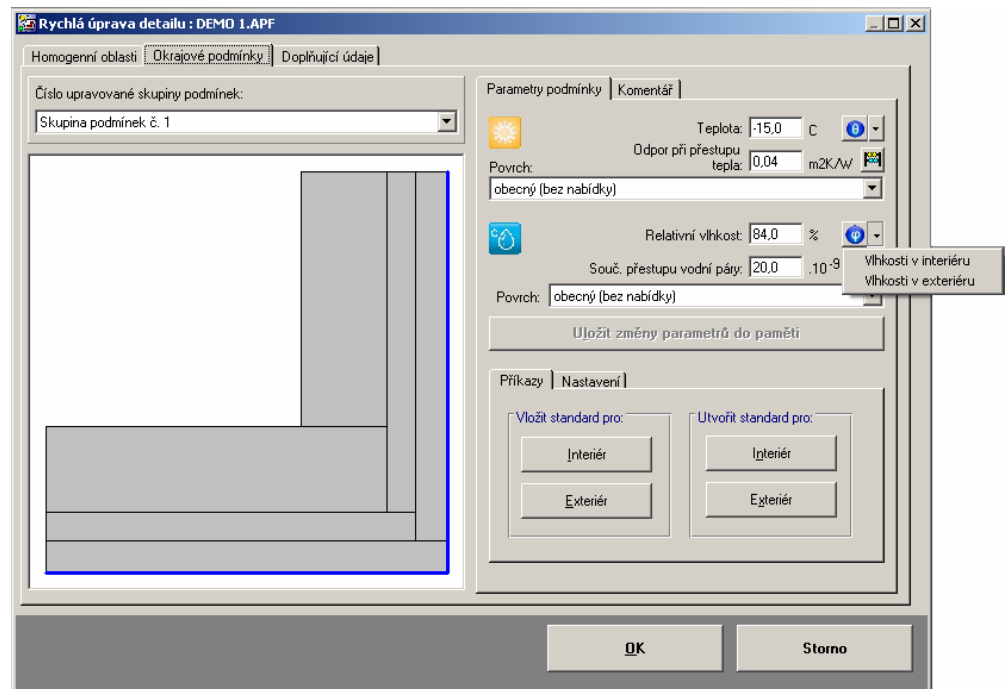 Rychlá úprava detailu : DEMO 1.APF
Homogenní oblasti Okrajové podmínky Doplňující údaje
Číslo upravované skupiny podmínek:
Skupina podmínek č. 1
Parametry podmínky Komentář
Teplota: -15,0 C θ
Odpor při přestupu
tepla: 0,04 m2K/W
Povrch:
obecný (bez nabídky)
Relativní vlhkost: 84,0 % φ
Vlhkosti v interiéru
Vlhkosti v exteriéru
Souč. přestupu vodní páry: 20,0 .10 -9
Povrch: obecný (bez nabídky)
Uložit změny parametrů do paměti
Příkazy Nastavení
Vložit standard pro: Utvořit standard pro:
Interiér Interiér
Exteriér Exteriér
OK Storno